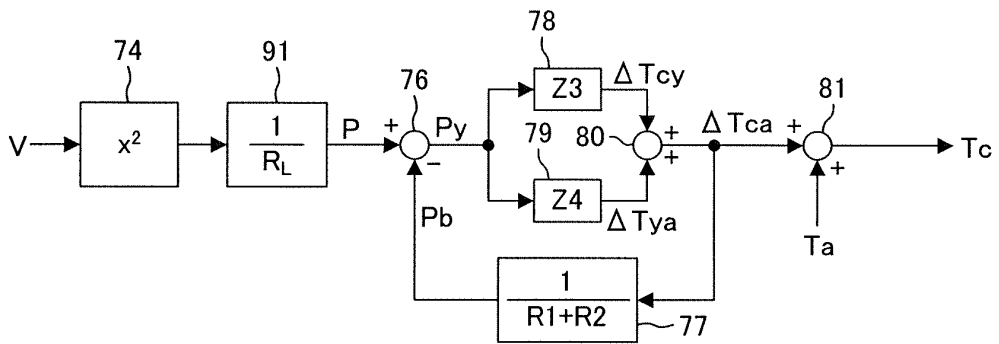 74
91
76
78
ΔTcy
81
V
x²
1
R_L
P
+
−
Py
Z3
79
Z4
80
+
+
ΔTya
ΔTca
+
+
Tc
Ta
Pb
1
R1+R2
77